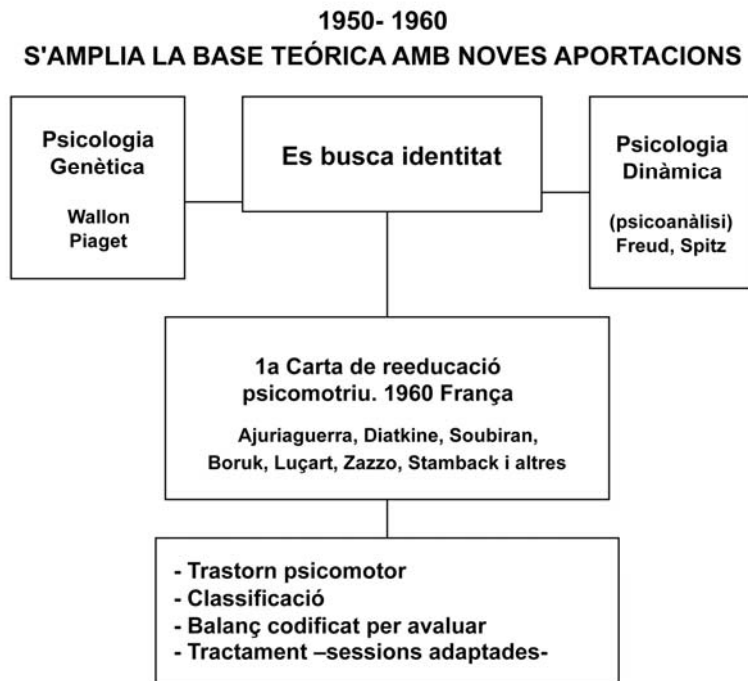 1950- 1960
S'AMPLIA LA BASE TEÓRICA AMB NOVES APORTACIONS
Psicologia
Genètica
Wallon
Piaget
Es busca identitat
Psicologia
Dinàmica
(psicoanàlisi)
Freud, Spitz
1a Carta de reeducació
psicomotriu. 1960 França
Ajuriaguerra, Diatkine, Soubiran,
Boruk, Luçart, Zazzo, Stamback i altres
- Trastorn psicomotor
- Classificació
- Balanç codificat per avaluar
- Tractament –sessions adaptades-